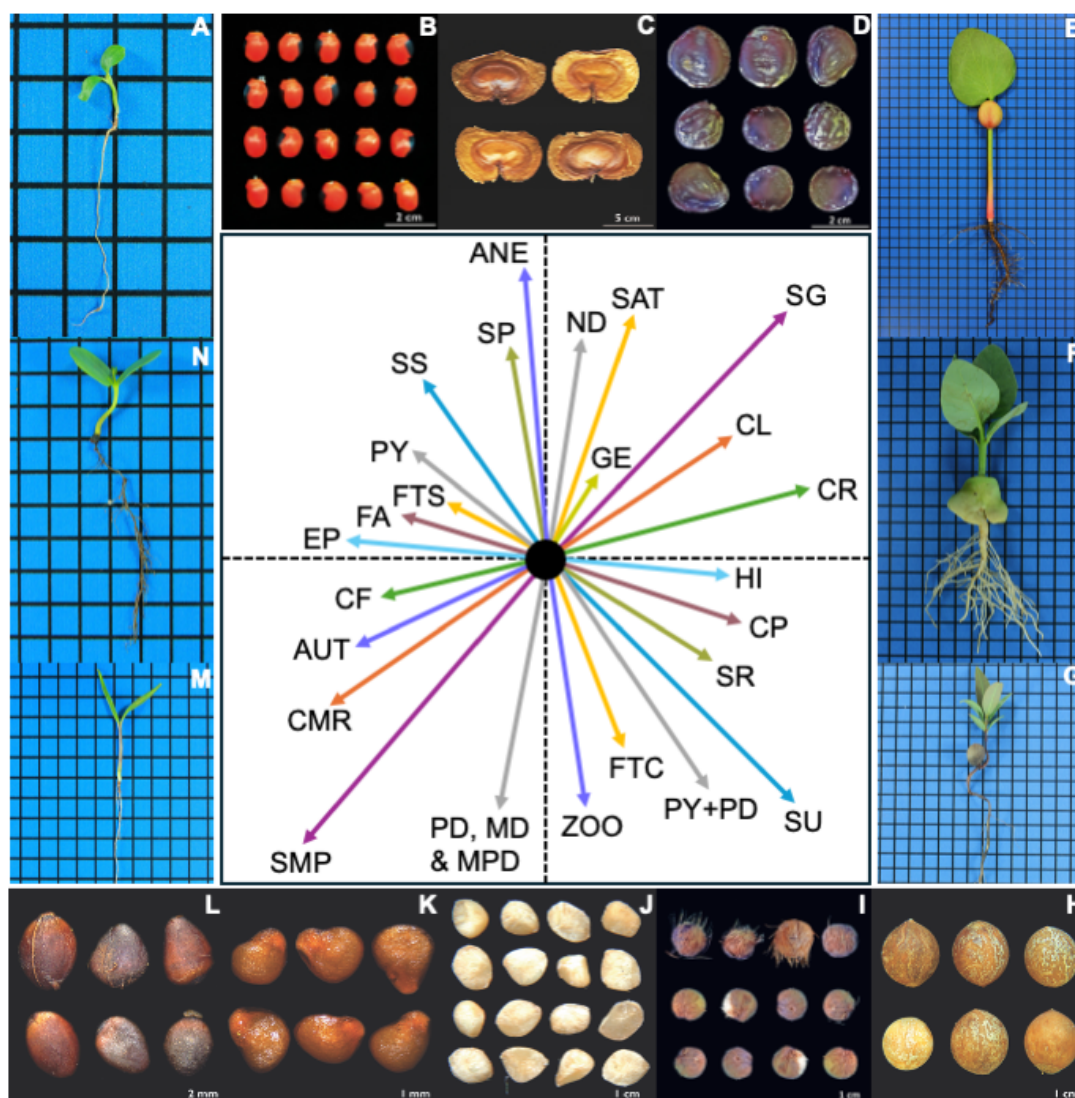 A
B
C
D
E
2 cm
5 cm
2 cm
ANE
SAT
SG
SP
ND
SS
CL
PY
GE
CR
FTS
FA
EP
HI
CF
CP
AUT
SR
CMR
FTC
PY+PD
SU
PD, MD
& MPD
ZOO
SMP
N
F
M
G
L
K
J
I
H
2 mm
1 mm
1 cm
1 cm
1 cm